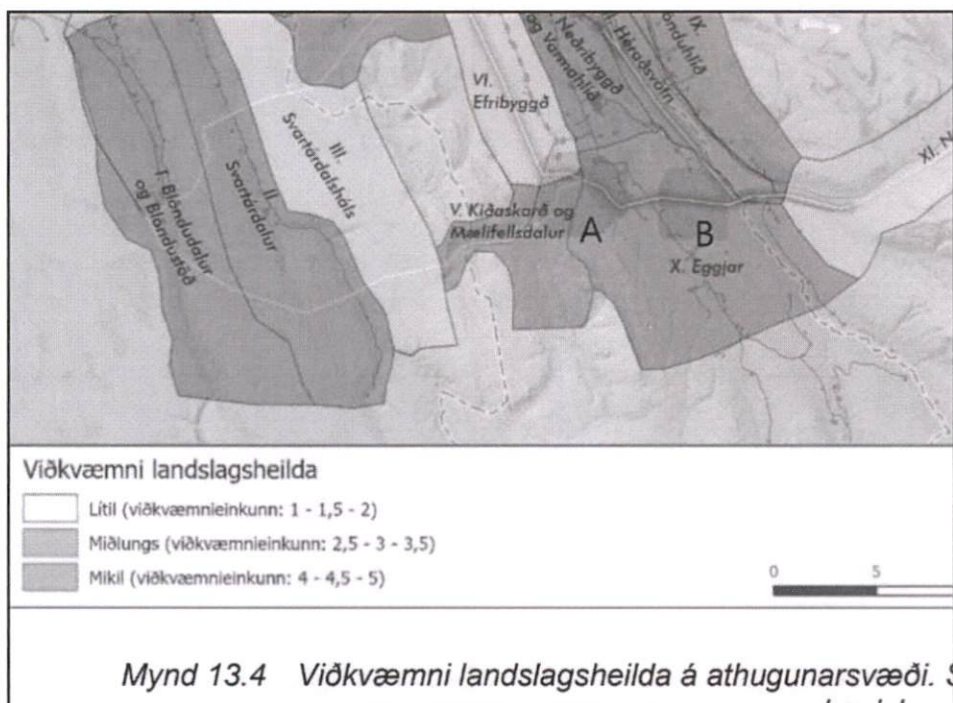 IX.
Blönduhlíð
Héraðsvötn
Neðribyggð
og Varmahlíð
VI.
Efribyggð
XI. N
III.
Svartárdalsháls
I. Blöndudalur
og Blöndustöð
II.
Svartárdalur
V. Kiðaskarð og
Mælifellsdalur
A
B
X. Eggjar
Viðkvæmni landslagsheilda
Lítil (viðkvæmnieinkunn: 1 - 1,5 - 2)
Miðlungs (viðkvæmnieinkunn: 2,5 - 3 - 3,5)
Mikil (viðkvæmnieinkunn: 4 - 4,5 - 5)
0 5
Mynd 13.4 Viðkvæmni landslagsheilda á athugunarsvæði. S